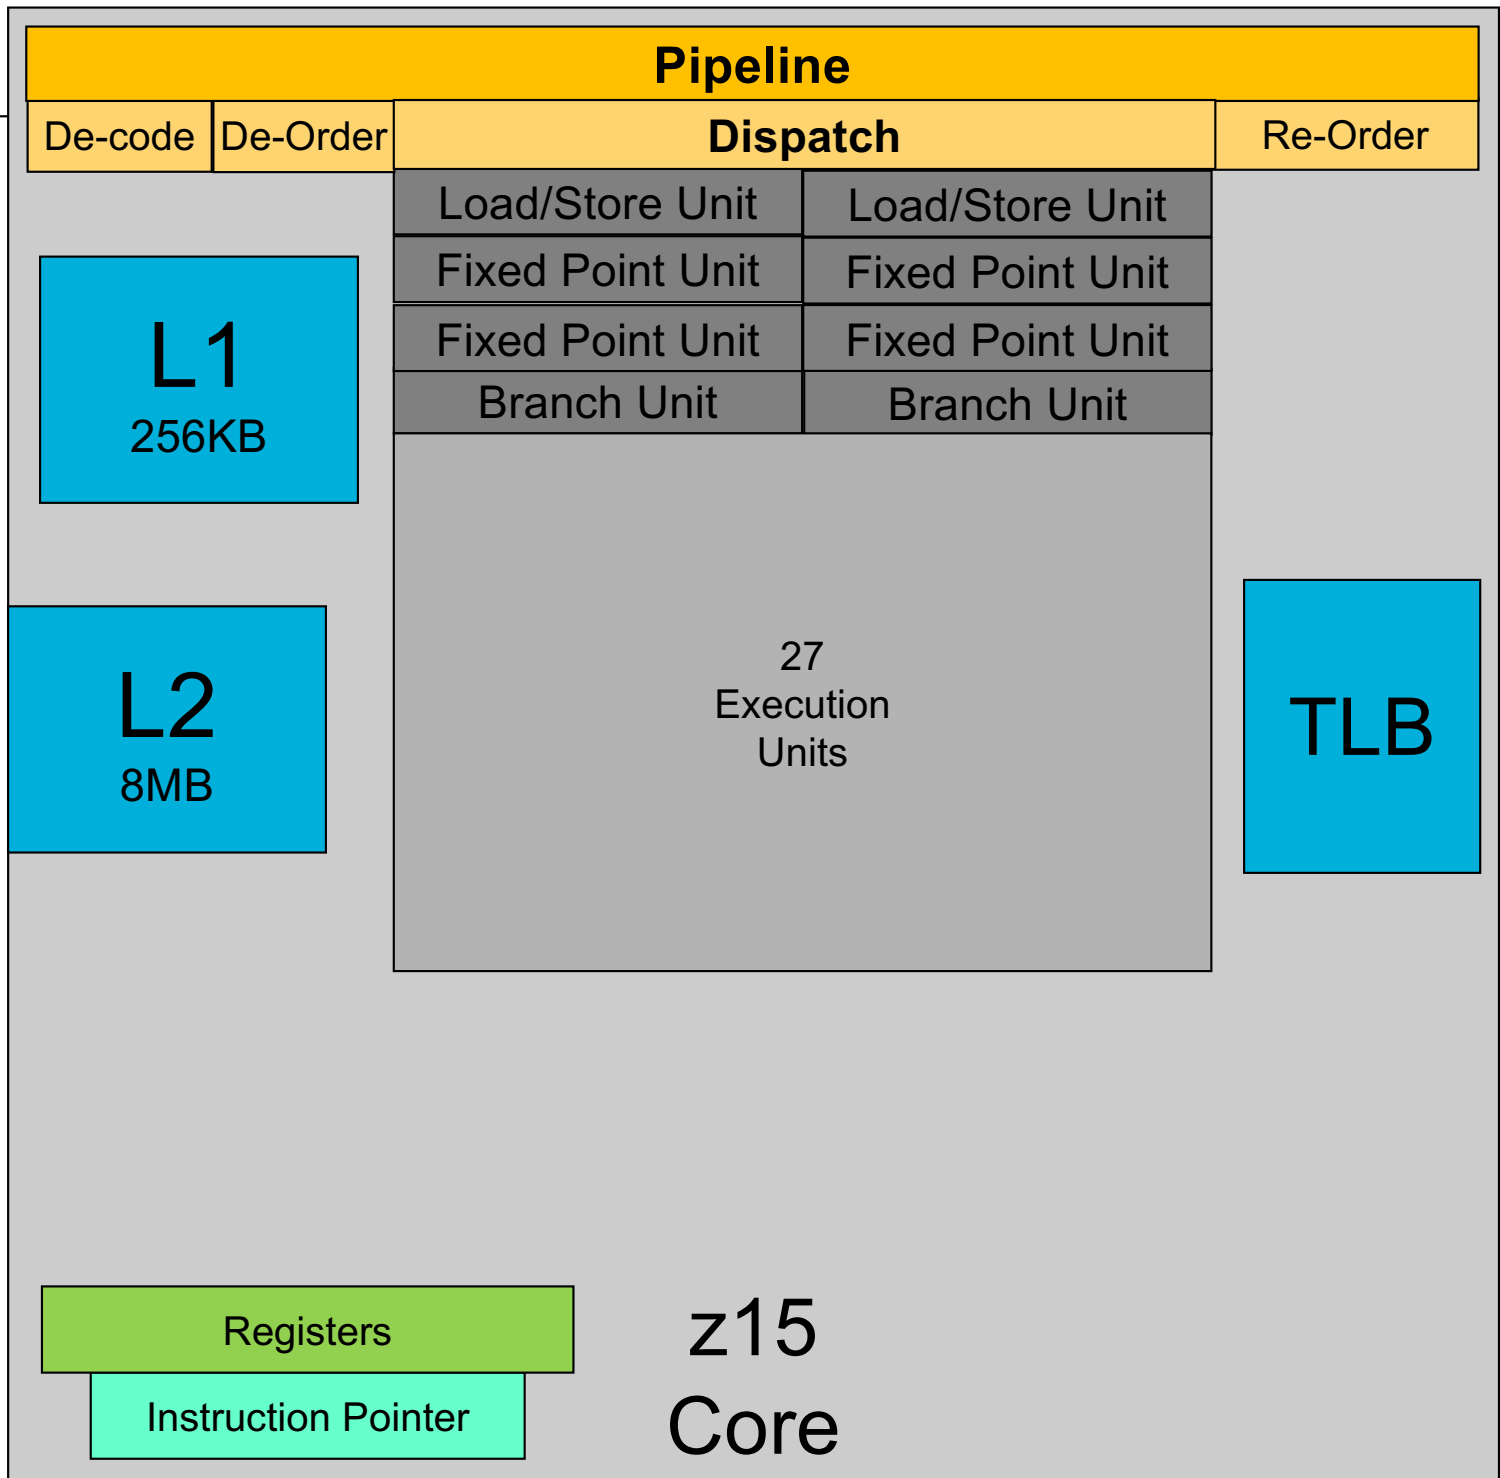 Pipeline
De-code De-Order Dispatch Re-Order
Load/Store Unit Load/Store Unit
Fixed Point Unit Fixed Point Unit
Fixed Point Unit Fixed Point Unit
Branch Unit Branch Unit
L1
256KB
L2
8MB
27
Execution
Units
TLB
Registers
Instruction Pointer
z15
Core